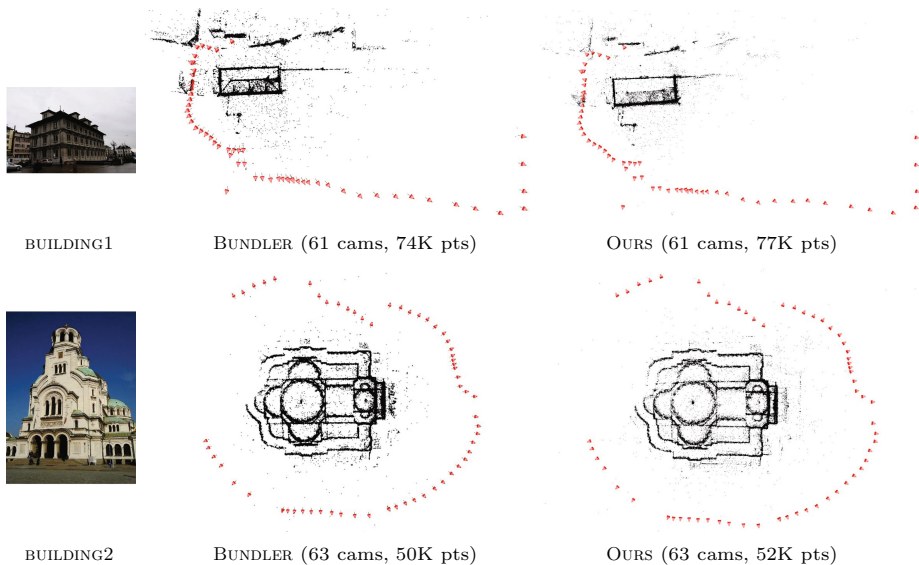 BUILDING1 BUNDLER (61 cams, 74K pts) OURS (61 cams, 77K pts)
BUILDING2 BUNDLER (63 cams, 50K pts) OURS (63 cams, 52K pts)